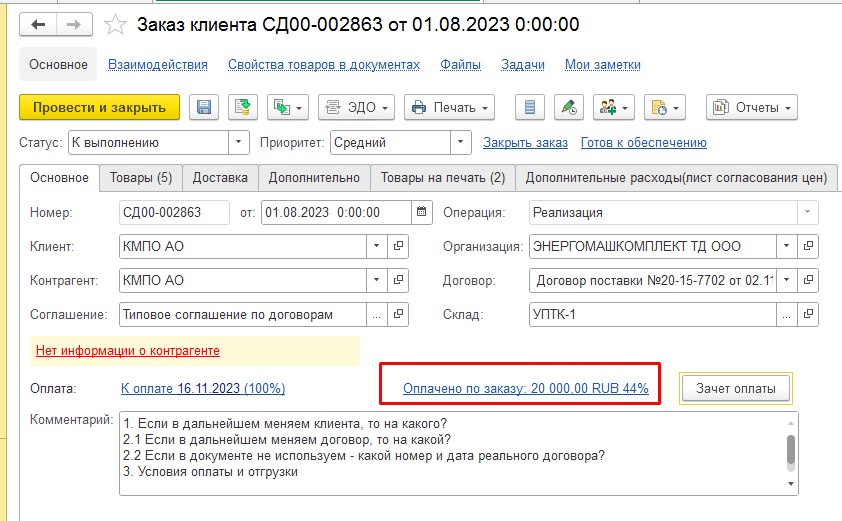 Заказ клиента СД00-002863 от 01.08.2023 0:00:00
Основное Взаимодействия Свойства товаров в документах Файлы Задачи Мои заметки
Провести и закрыть ЭДО Печать Отчеты
Статус: К выполнению Приоритет: Средний Закрыть заказ Готов к обеспечению
Основное Товары (5) Доставка Дополнительно Товары на печать (2) Дополнительные расходы(лист согласования цен)
Номер: СД00-002863 от: 01.08.2023 0:00:00 Операция: Реализация
Клиент: КМПО АО Организация: ЭНЕРГОМАШКОМПЛЕКТ ТД ООО
Контрагент: КМПО АО Договор: Договор поставки №20-15-7702 от 02.11
Соглашение: Типовое соглашение по договорам ... Склад: УПТК-1 ...
Нет информации о контрагенте
Оплата: К оплате 16.11.2023 (100%) Оплачено по заказу: 20 000,00 RUB 44% Зачет оплаты
Комментарий: 1. Если в дальнейшем меняем клиента, то на какого?
2.1 Если в дальнейшем меняем договор, то на какой?
2.2 Если в документе не используем - какой номер и дата реального договора?
3. Условия оплаты и отгрузки